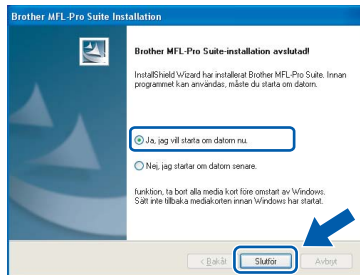 Brother MFL-Pro Suite Installation
Brother MFL-Pro Suite-installation avslutad!
InstallShield Wizard har installerat Brother MFL-Pro Suite. Innan
programmet kan användas, måste du starta om datorn.
Ja, jag vill starta om datorn nu.
Nej, jag startar om datorn senare.
funktion, ta bort alla media kort före omstart av Windows.
Sätt inte tillbaka mediakorten innan Windows har startat.
< Bakåt
Slutför
Avbryt